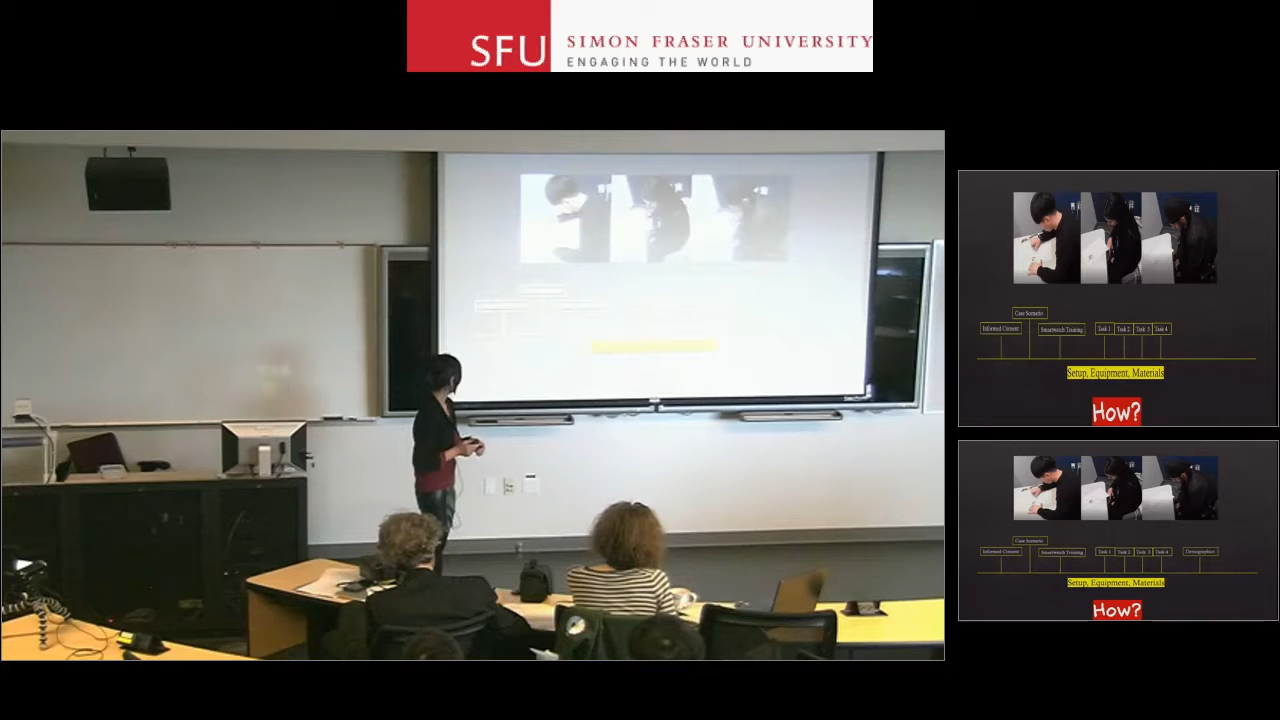 SFU
SIMON FRASER UNIVERSITY
ENGAGING THE WORLD
Case Scenario
Informed Consent
Smartwatch Training
Task 1
Task 2
Task 3
Task 4
Setup, Equipment, Materials
How?
Case Scenario
Informed Consent
Smartwatch Training
Task 1
Task 2
Task 3
Task 4
Demographics
Setup, Equipment, Materials
How?